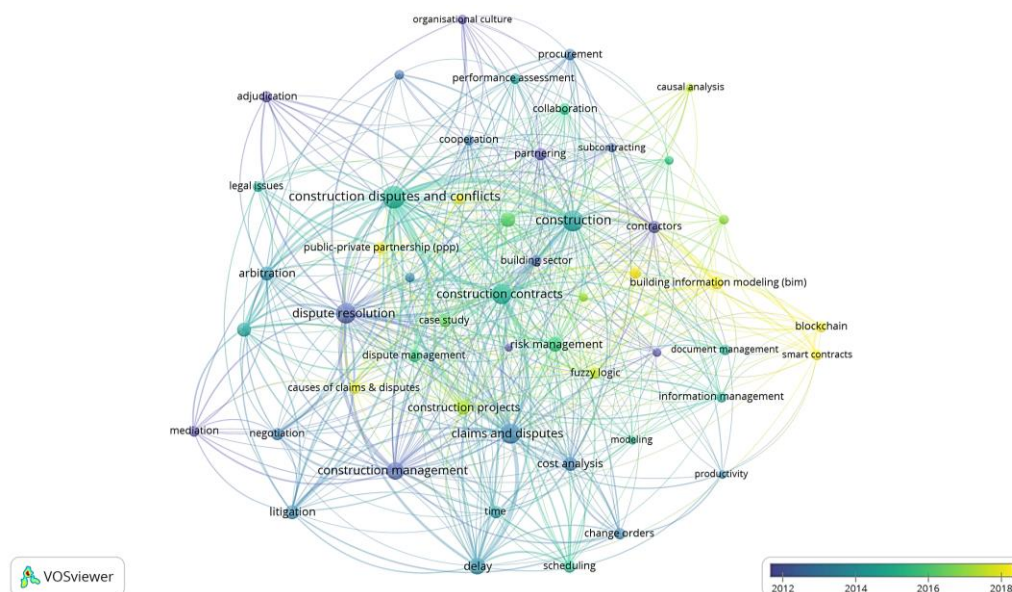 organisational culture
procurement
performance assessment
causal analysis
adjudication
collaboration
cooperation
subcontracting
partnering
legal issues
construction disputes and conflicts
construction
contractors
public-private partnership (ppp)
building sector
arbitration
building information modeling (bim)
construction contracts
dispute resolution
case study
blockchain
risk management
document management
smart contracts
dispute management
fuzzy logic
causes of claims & disputes
information management
construction projects
mediation
negotiation
claims and disputes
modeling
construction management
cost analysis
productivity
litigation
time
change orders
delay
scheduling
VOSviewer
2012 2014 2016 2018